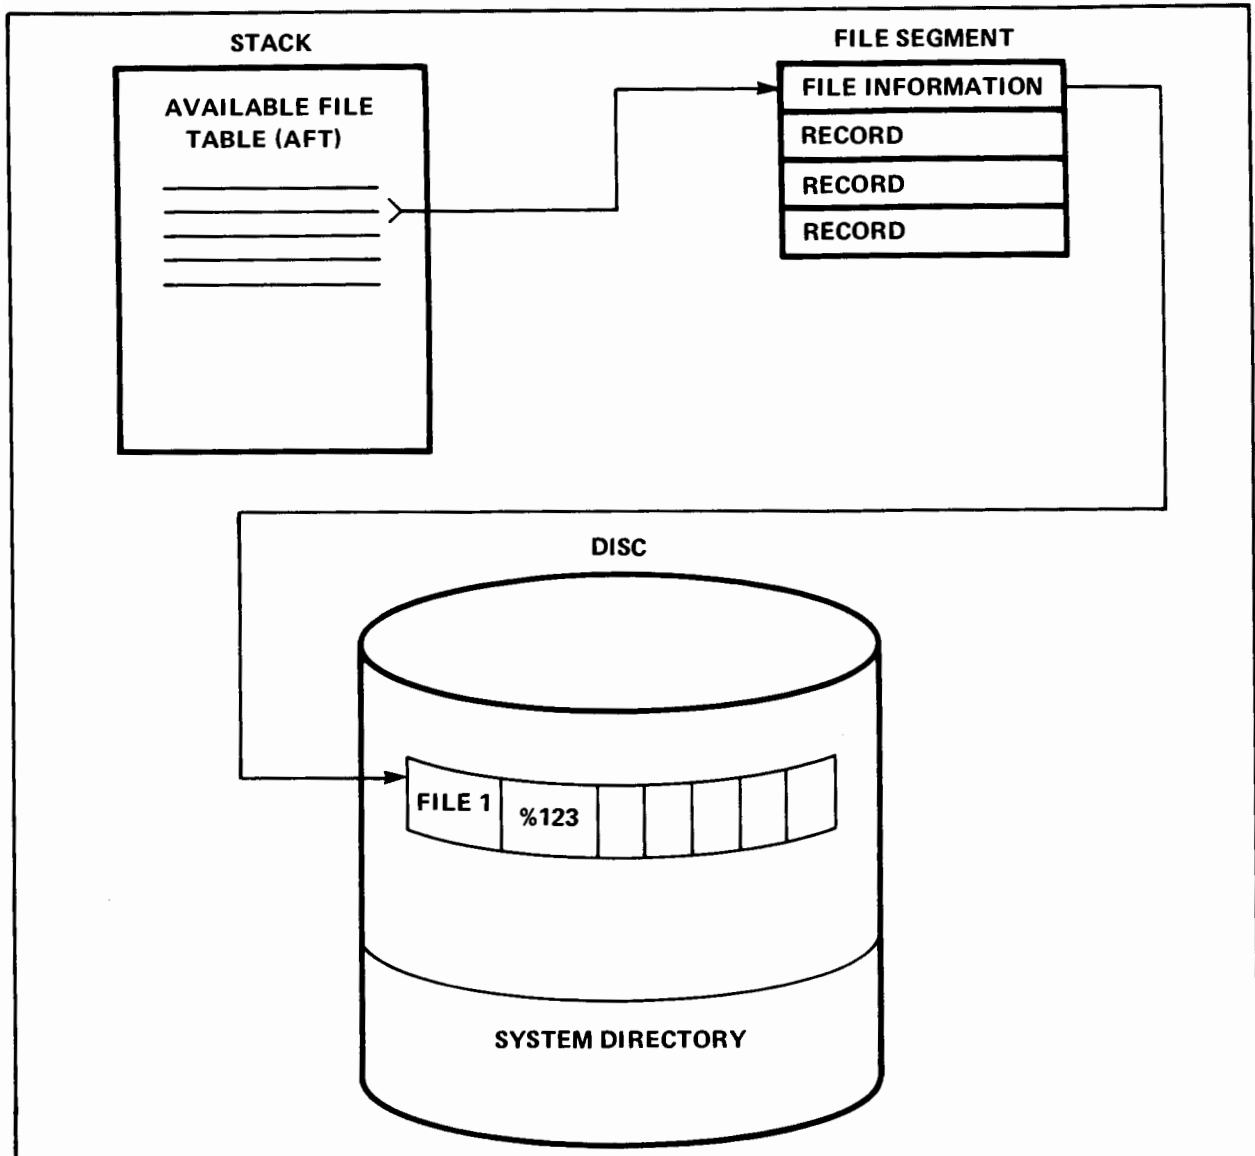 STACK
AVAILABLE FILE
TABLE (AFT)
FILE SEGMENT
FILE INFORMATION
RECORD
RECORD
RECORD
DISC
FILE 1
%123
SYSTEM DIRECTORY